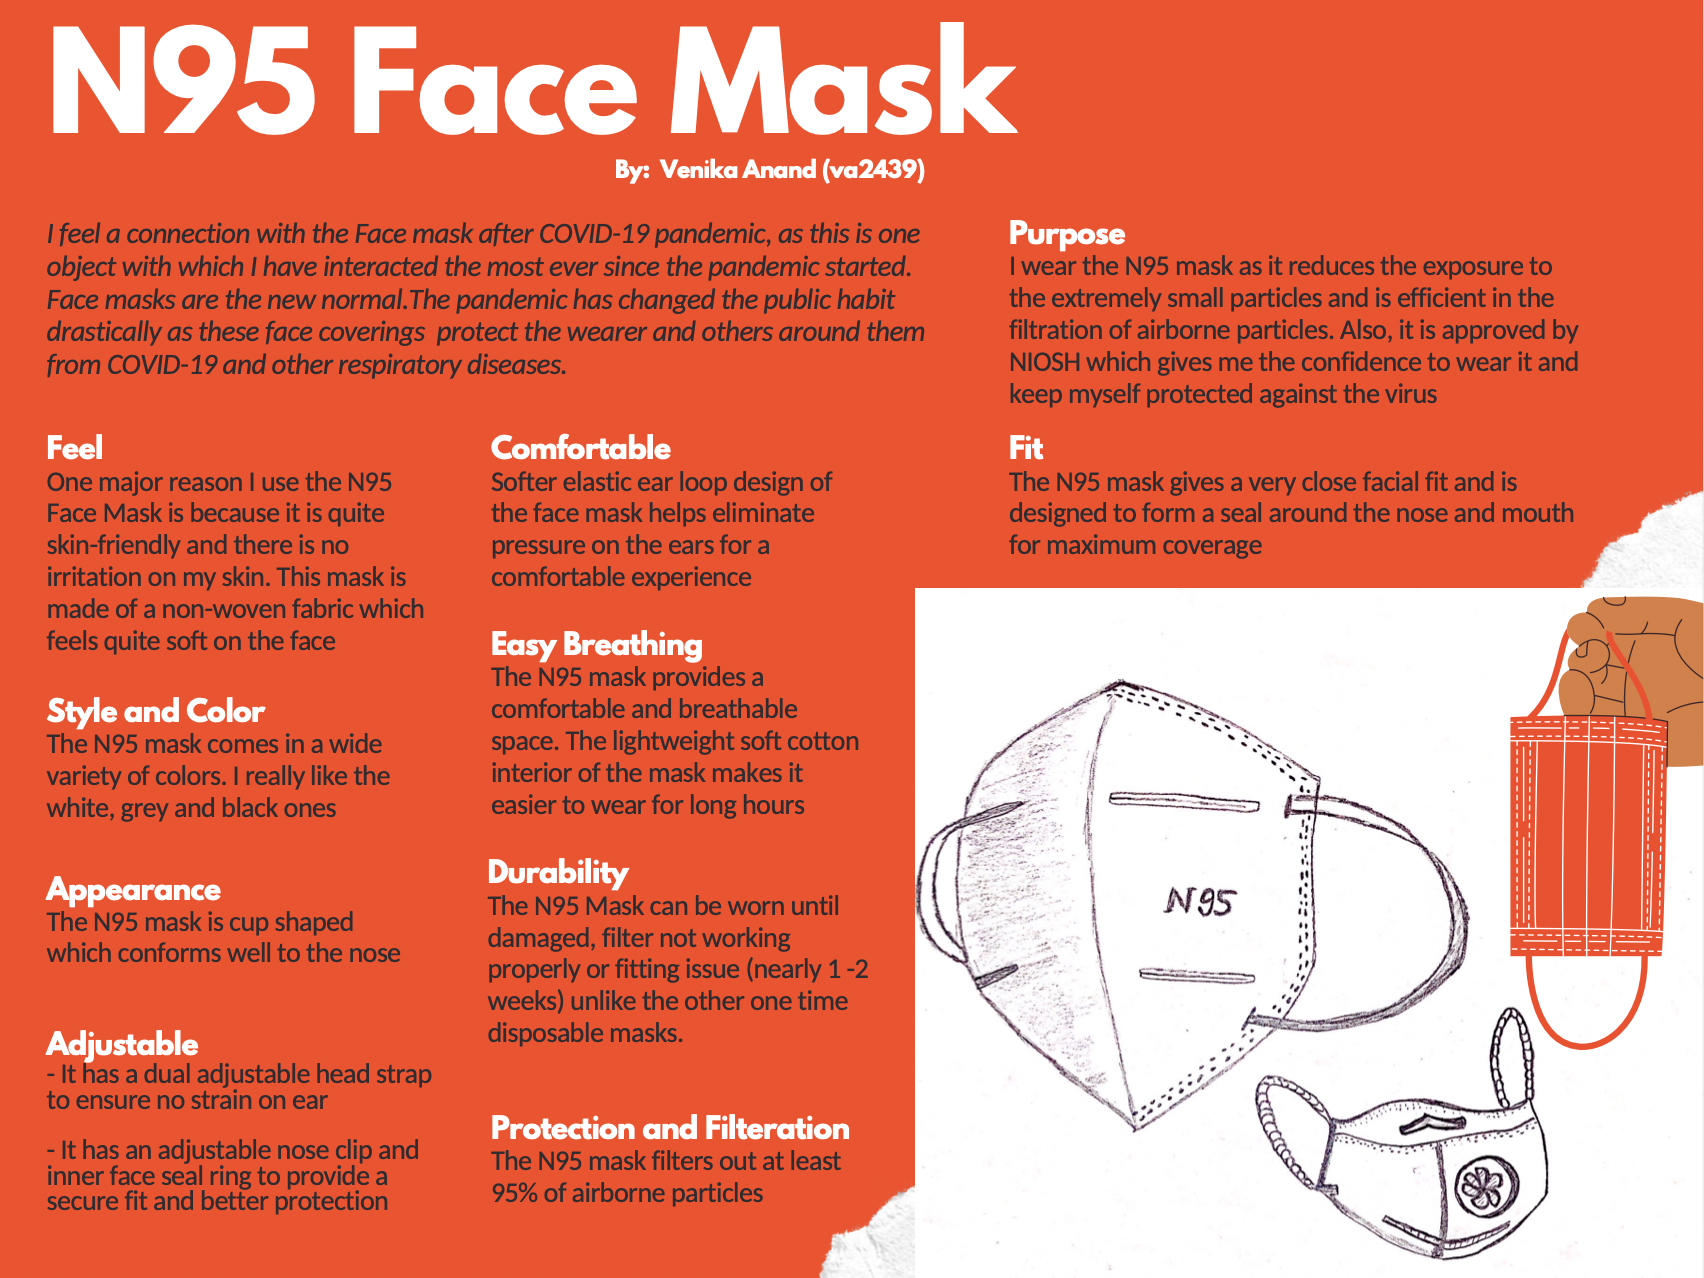 N95 Face Mask
By: Venika Anand (va2439)
I feel a connection with the Face mask after COVID-19 pandemic, as this is one
object with which I have interacted the most ever since the pandemic started.
Face masks are the new normal.The pandemic has changed the public habit
drastically as these face coverings protect the wearer and others around them
from COVID-19 and other respiratory diseases.
Purpose
I wear the N95 mask as it reduces the exposure to
the extremely small particles and is efficient in the
filtration of airborne particles. Also, it is approved by
NIOSH which gives me the confidence to wear it and
keep myself protected against the virus
Feel
One major reason I use the N95
Face Mask is because it is quite
skin-friendly and there is no
irritation on my skin. This mask is
made of a non-woven fabric which
feels quite soft on the face
Style and Color
The N95 mask comes in a wide
variety of colors. I really like the
white, grey and black ones
Appearance
The N95 mask is cup shaped
which conforms well to the nose
Adjustable
- It has a dual adjustable head strap
to ensure no strain on ear
- It has an adjustable nose clip and
inner face seal ring to provide a
secure fit and better protection
Comfortable
Softer elastic ear loop design of
the face mask helps eliminate
pressure on the ears for a
comfortable experience
Easy Breathing
The N95 mask provides a
comfortable and breathable
space. The lightweight soft cotton
interior of the mask makes it
easier to wear for long hours
Durability
The N95 Mask can be worn until
damaged, filter not working
properly or fitting issue (nearly 1 -2
weeks) unlike the other one time
disposable masks.
Protection and Filteration
The N95 mask filters out at least
95% of airborne particles
Fit
The N95 mask gives a very close facial fit and is
designed to form a seal around the nose and mouth
for maximum coverage
N95